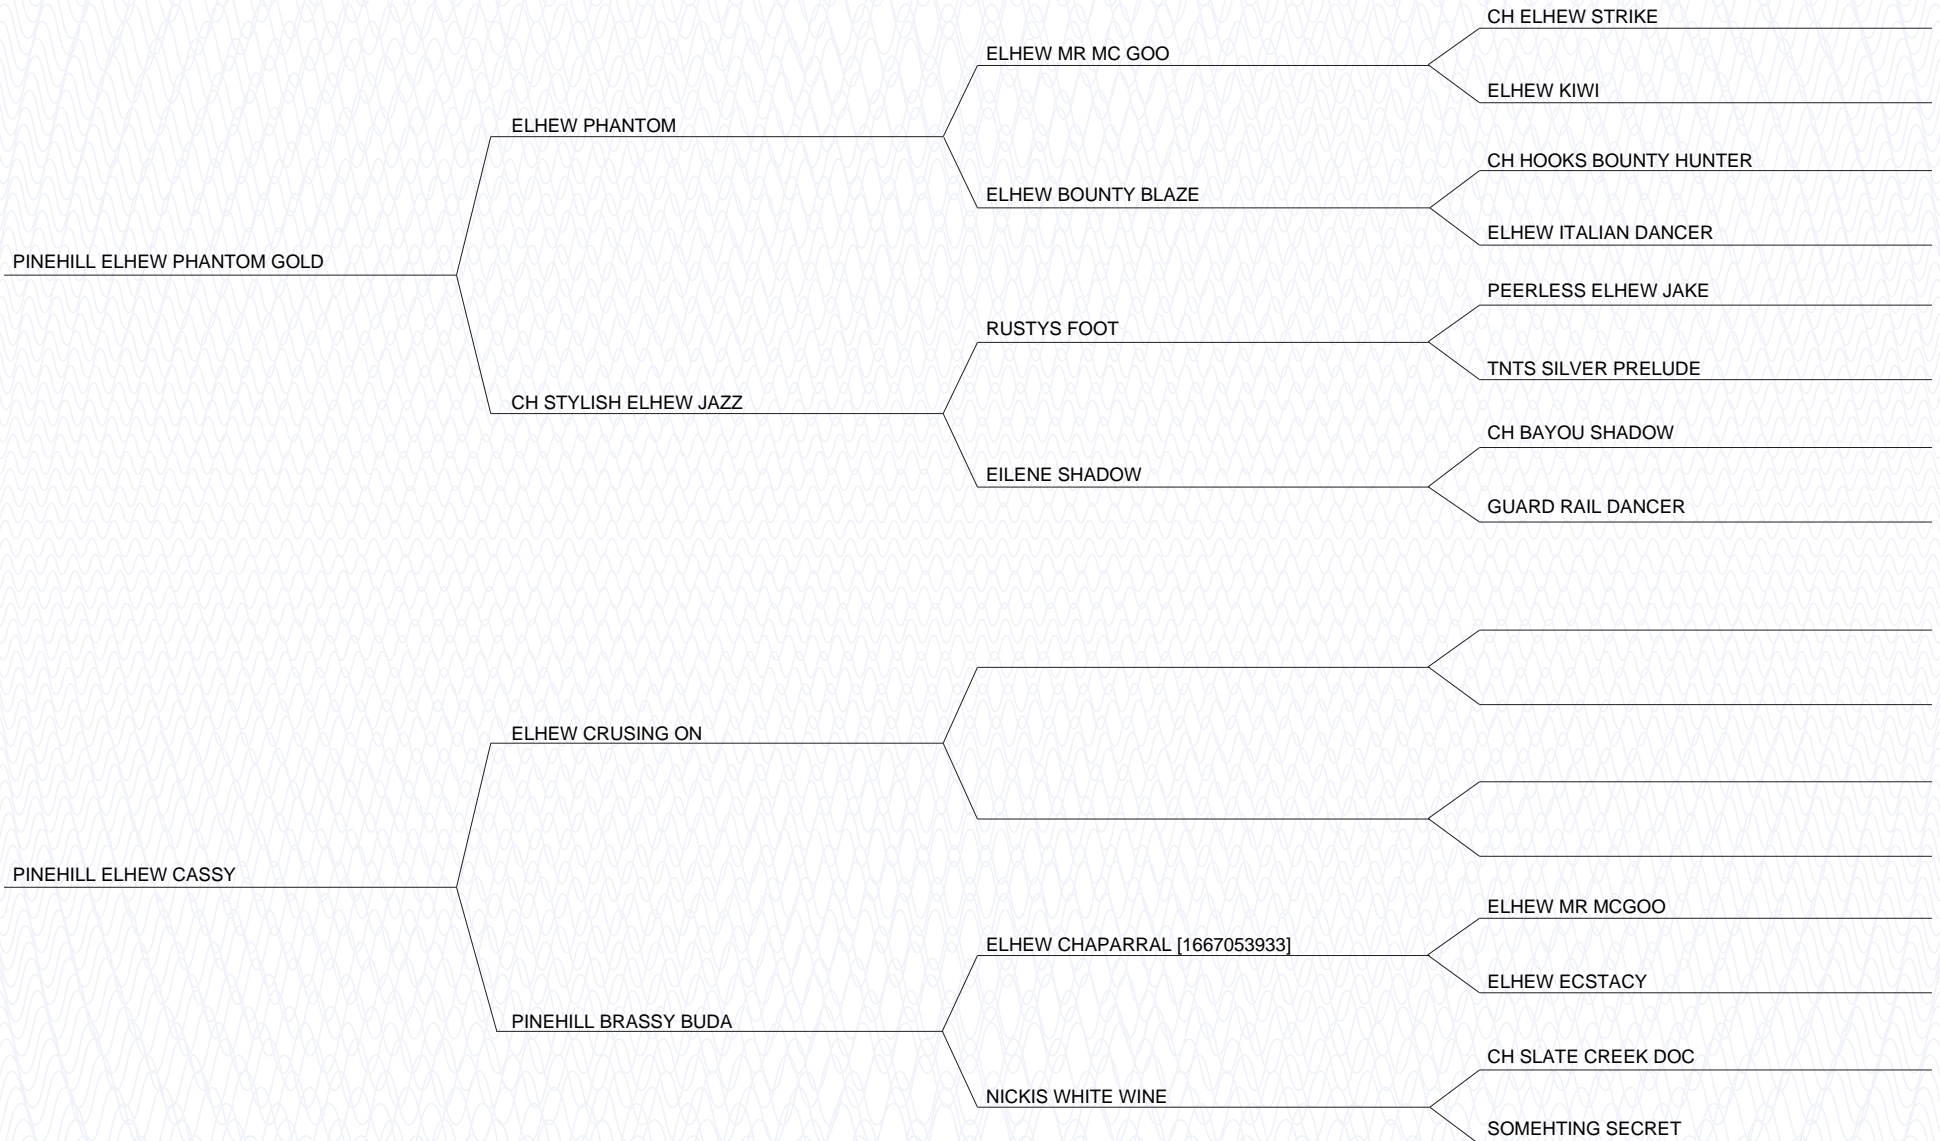 CH ELHEW STRIKE
ELHEW MR MC GOO
ELHEW KIWI
ELHEW PHANTOM
CH HOOKS BOUNTY HUNTER
ELHEW BOUNTY BLAZE
ELHEW ITALIAN DANCER
PINEHILL ELHEW PHANTOM GOLD
PEERLESS ELHEW JAKE
RUSTYS FOOT
TNTS SILVER PRELUDE
CH STYLISH ELHEW JAZZ
CH BAYOU SHADOW
EILENE SHADOW
GUARD RAIL DANCER
ELHEW CRUSING ON
PINEHILL ELHEW CASSY
ELHEW MR MCGOO
ELHEW CHAPARRAL [1667053933]
ELHEW ECSTACY
PINEHILL BRASSY BUDA
CH SLATE CREEK DOC
NICKIS WHITE WINE
SOMEHTING SECRET